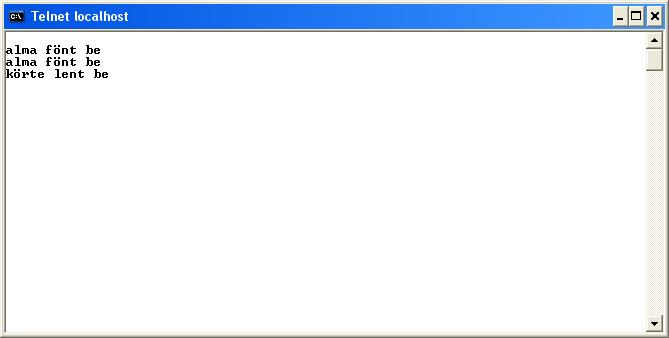 Telnet localhost
alma fönt be
alma fönt be
körte lent be